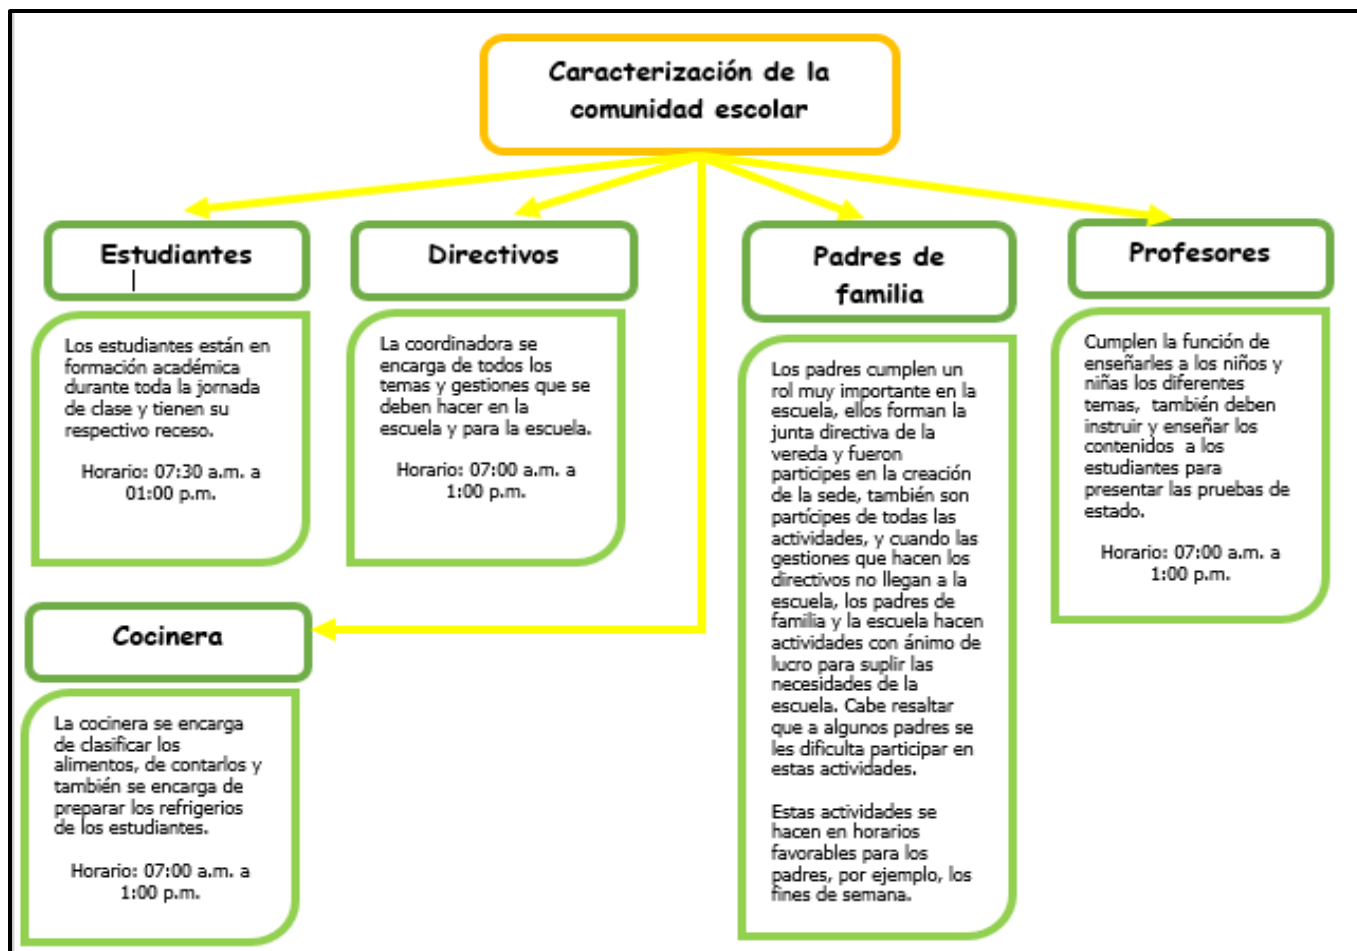 Caracterización de la
comunidad escolar
Estudiantes
Los estudiantes están en
formación académica
durante toda la jornada
de clase y tienen su
respectivo receso.
Horario: 07:30 a.m. a
01:00 p.m.
Directivos
La coordinadora se
encarga de todos los
temas y gestiones que se
deben hacer en la
escuela y para la escuela.
Horario: 07:00 a.m. a
1:00 p.m.
Padres de
familia
Los padres cumplen un
rol muy importante en la
escuela, ellos forman la
junta directiva de la
vereda y fueron
participes en la creación
de la sede, también son
partícipes de todas las
actividades, y cuando las
gestiones que hacen los
directivos no llegan a la
escuela, los padres de
familia y la escuela hacen
actividades con ánimo de
lucro para suplir las
necesidades de la
escuela. Cabe resaltar
que a algunos padres se
les dificulta participar en
estas actividades.
Estas actividades se
hacen en horarios
favorables para los
padres, por ejemplo, los
fines de semana.
Profesores
Cumplen la función de
enseñarles a los niños y
niñas los diferentes
temas,  también deben
instruir y enseñar los
contenidos  a los
estudiantes para
presentar las pruebas de
estado.
Horario: 07:00 a.m. a
1:00 p.m.
Cocinera
La cocinera se encarga
de clasificar los
alimentos, de contarlos y
también se encarga de
preparar los refrigerios
de los estudiantes.
Horario: 07:00 a.m. a
1:00 p.m.